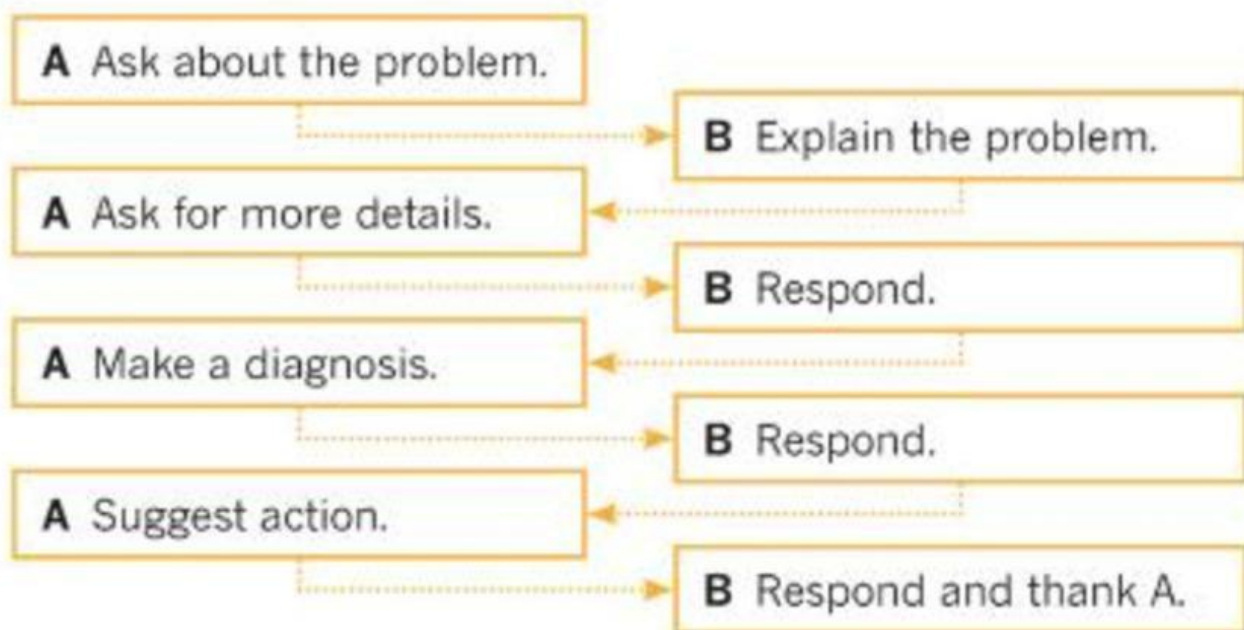 A Ask about the problem.
B Explain the problem.
A Ask for more details.
B Respond.
A Make a diagnosis.
B Respond.
A Suggest action.
B Respond and thank A.